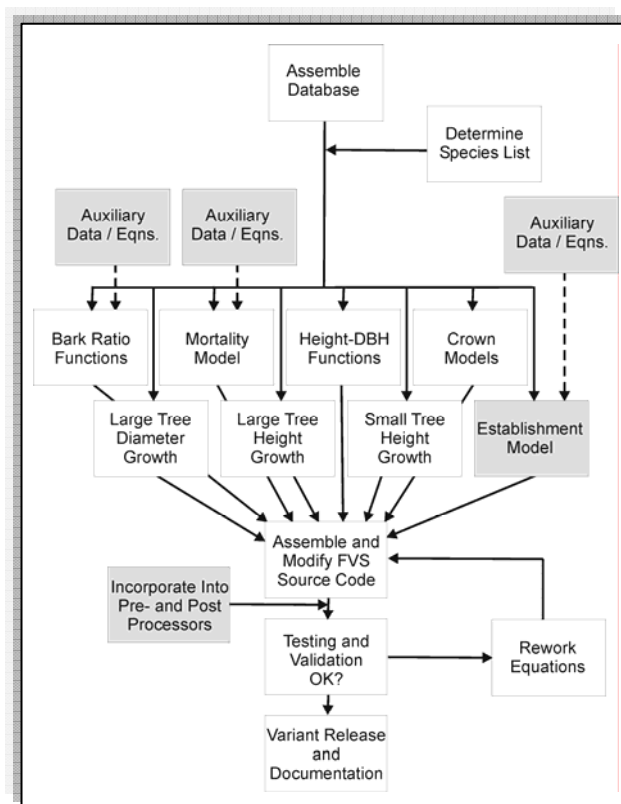 Assemble
Database
Determine
Species List
Auxiliary
Data / Eqns.
Auxiliary
Data / Eqns.
Auxiliary
Data / Eqns.
Bark Ratio
Functions
Mortality
Model
Height-DBH
Functions
Crown
Models
Large Tree
Diameter
Growth
Large Tree
Height
Growth
Small Tree
Height
Growth
Establishment
Model
Assemble and
Modify FVS
Source Code
Incorporate Into
Pre- and Post
Processors
Testing and
Validation
OK?
Rework
Equations
Variant Release
and
Documentation